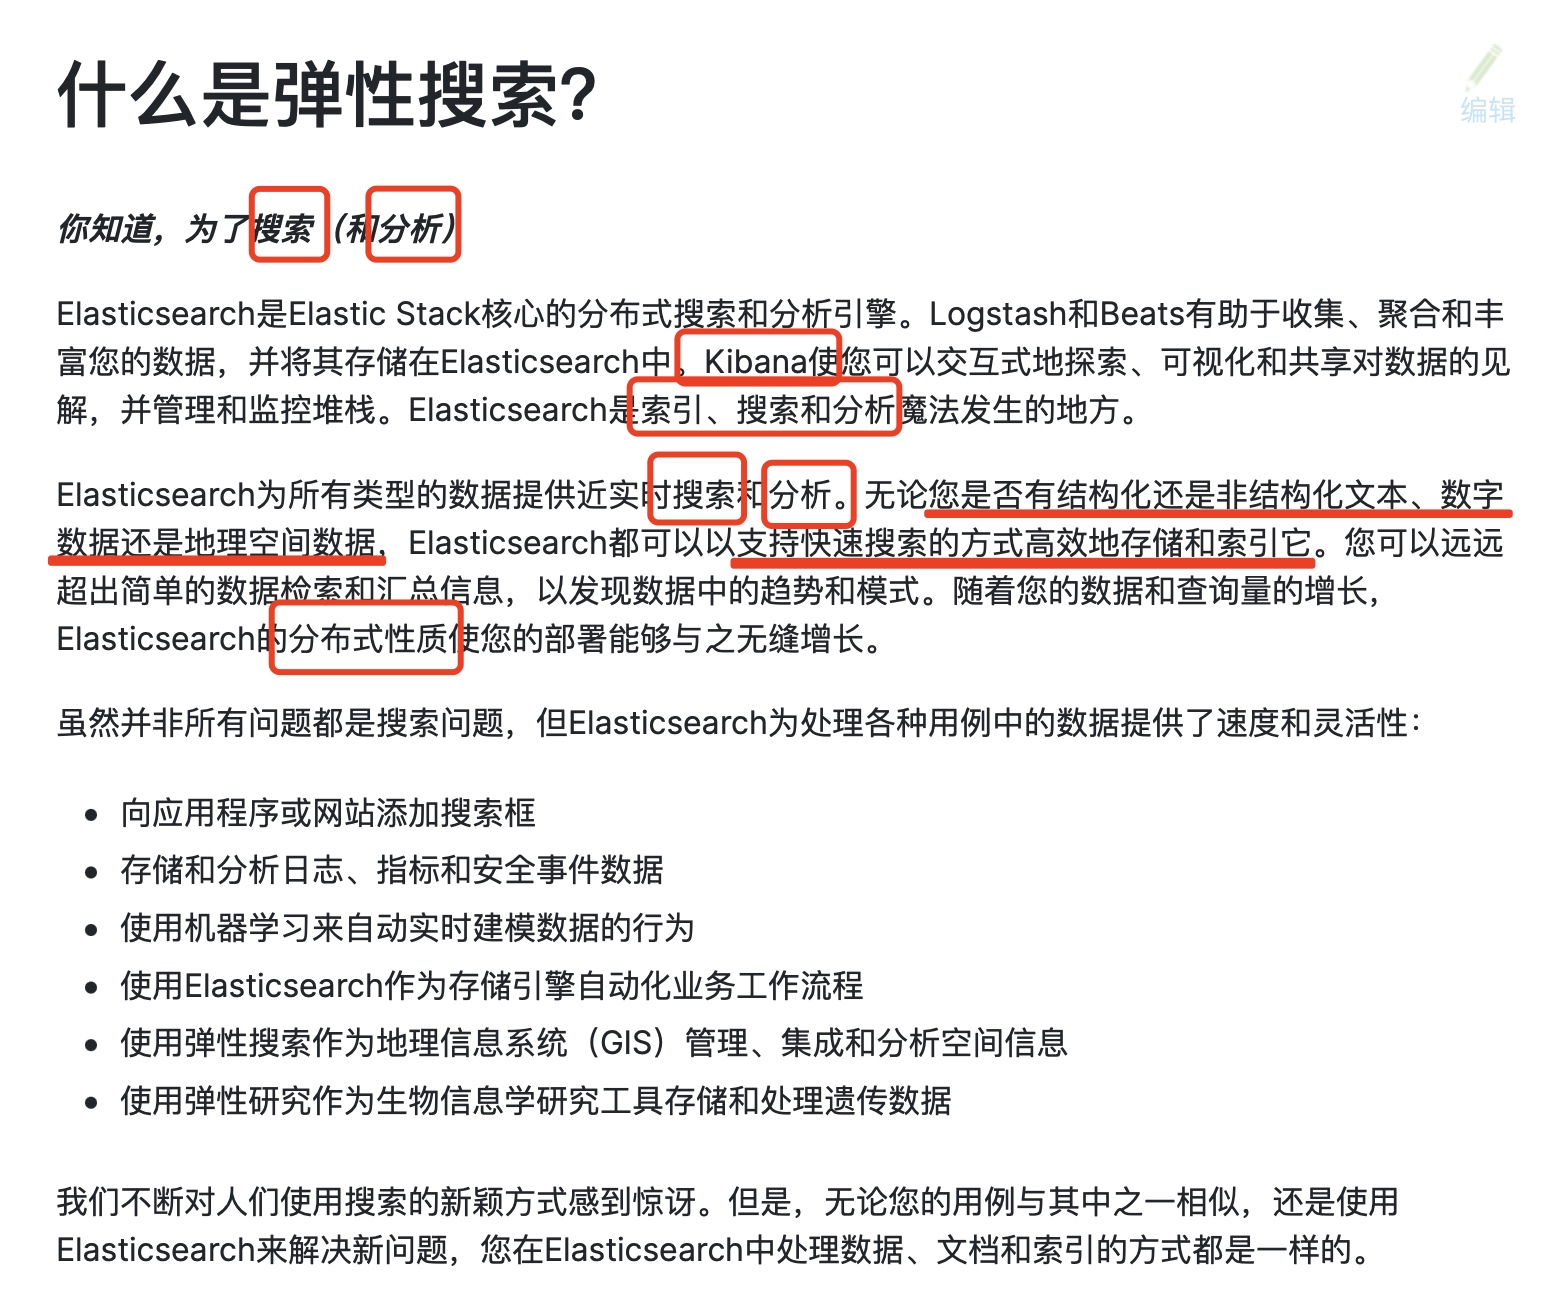 什么是弹性搜索?
编辑
你知道，为了搜索（和分析）
Elasticsearch是Elastic Stack核心的分布式搜索和分析引擎。Logstash和Beats有助于收集、聚合和丰
富您的数据，并将其存储在Elasticsearch中。Kibana使您可以交互式地探索、可视化和共享对数据的见
解，并管理和监控堆栈。Elasticsearch是索引、搜索和分析魔法发生的地方。
Elasticsearch为所有类型的数据提供近实时搜索和分析。无论您是否有结构化还是非结构化文本、数字
数据还是地理空间数据，Elasticsearch都可以以支持快速搜索的方式高效地存储和索引它。您可以远远
超出简单的数据检索和汇总信息，以发现数据中的趋势和模式。随着您的数据和查询量的增长，
Elasticsearch的分布式性质使您的部署能够与之无缝增长。
虽然并非所有问题都是搜索问题，但Elasticsearch为处理各种用例中的数据提供了速度和灵活性：
• 向应用程序或网站添加搜索框
• 存储和分析日志、指标和安全事件数据
• 使用机器学习来自动实时建模数据的行为
• 使用Elasticsearch作为存储引擎自动化业务工作流程
• 使用弹性搜索作为地理信息系统（GIS）管理、集成和分析空间信息
• 使用弹性研究作为生物信息学研究工具存储和处理遗传数据
我们不断对人们使用搜索的新颖方式感到惊讶。但是，无论您的用例与其中之一相似，还是使用
Elasticsearch来解决新问题，您在Elasticsearch中处理数据、文档和索引的方式都是一样的。